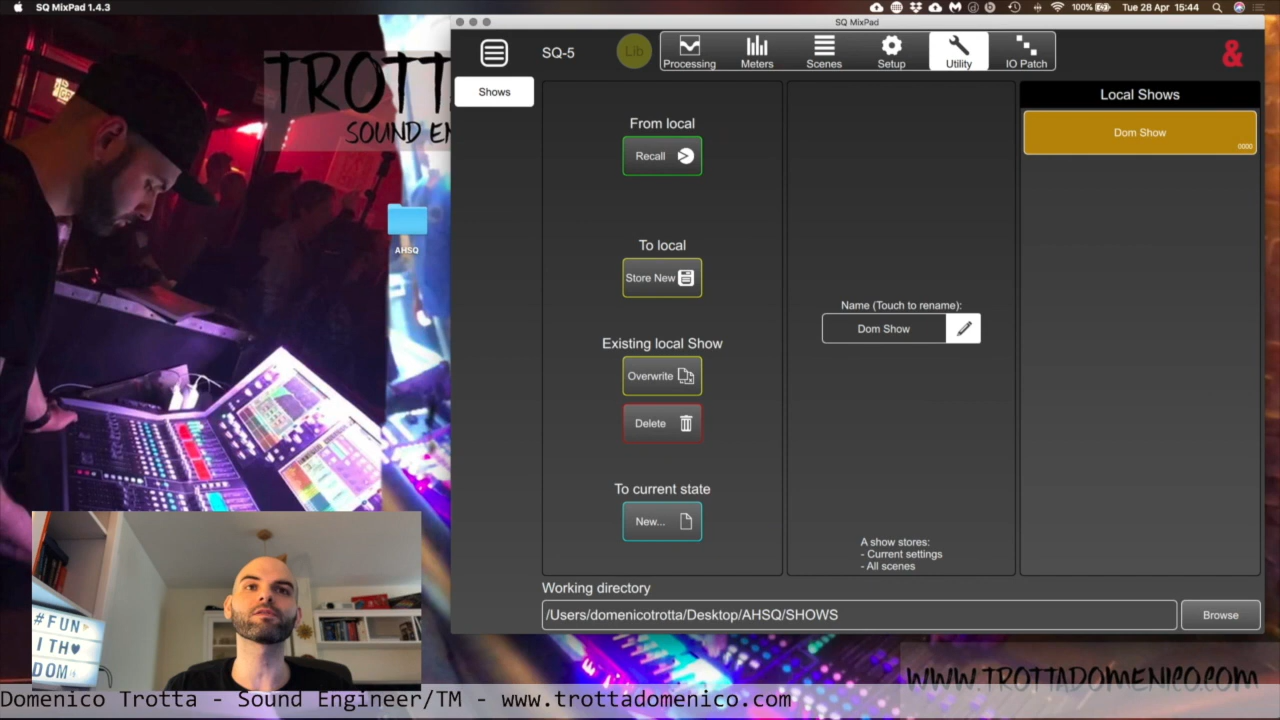 SQ MixPad 1.4.3
100%
Tue 28 Apr 15:44
SQ MixPad
TROTT
SOUND EN
SQ-5
Lib
Processing
Meters
Scenes
Setup
Utility
IO Patch
&
Shows
AHSQ
From local
Recall
To local
Store New
Existing local Show
Overwrite
Delete
To current state
New...
Name (Touch to rename):
Dom Show
A show stores:
- Current settings
- All scenes
Local Shows
Dom Show
0000
Working directory
/Users/domenicotrotta/Desktop/AHSQ/SHOWS
Browse
#FUN
ITH♥
DOM
www.TROTTADOMENICO.COM
Domenico Trotta - Sound Engineer/TM - www.trottadomenico.com